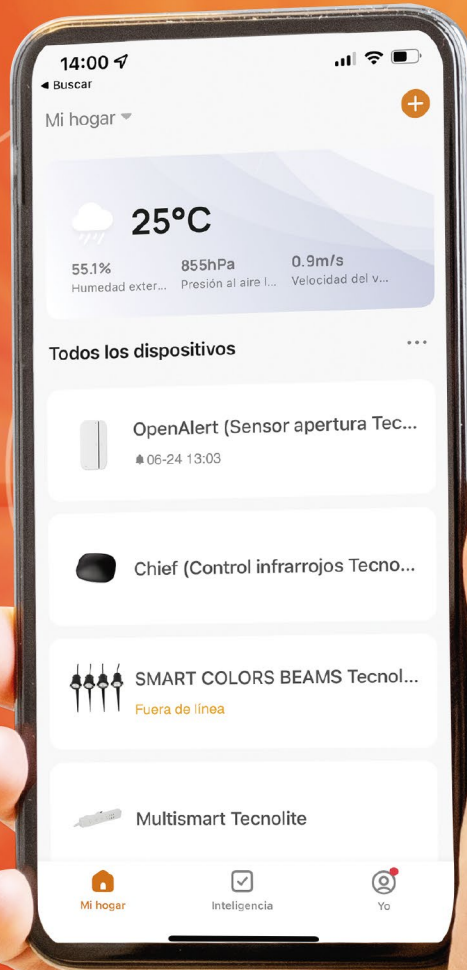 14:00
◀ Buscar
Mi hogar
25°C
55.1% 855hPa 0.9m/s
Humedad exter... Presión al aire l... Velocidad del v...
Todos los dispositivos
OpenAlert (Sensor apertura Tec...
06-24 13:03
Chief (Control infrarrojos Tecno...
SMART COLORS BEAMS Tecnol...
Fuera de línea
Multismart Tecnolite
Mi hogar Inteligencia Yo